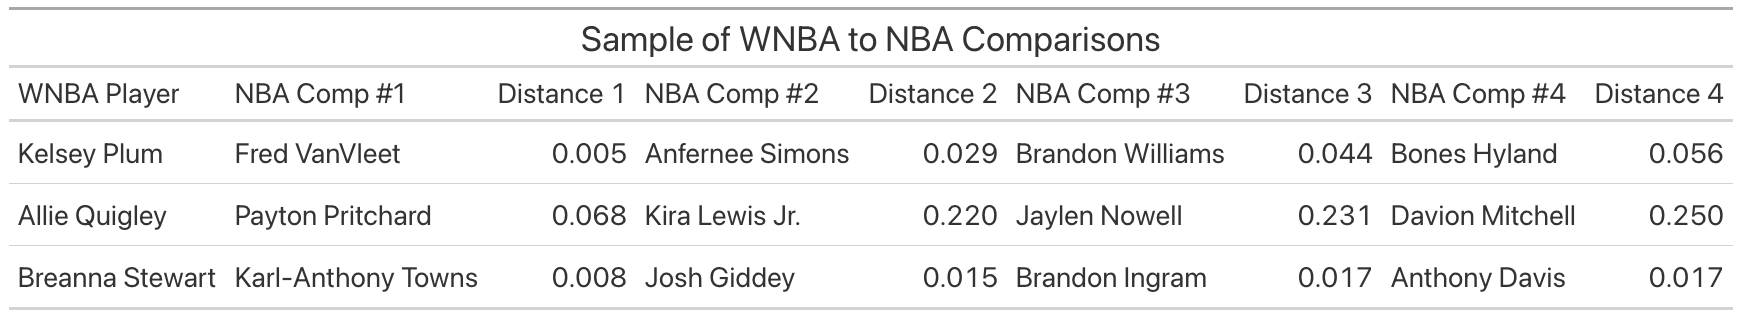 Sample of WNBA to NBA Comparisons
WNBA Player NBA Comp #1 Distance 1 NBA Comp #2 Distance 2 NBA Comp #3 Distance 3 NBA Comp #4 Distance 4
Kelsey Plum Fred VanVleet 0.005 Anfernee Simons 0.029 Brandon Williams 0.044 Bones Hyland 0.056
Allie Quigley Payton Pritchard 0.068 Kira Lewis Jr. 0.220 Jaylen Nowell 0.231 Davion Mitchell 0.250
Breanna Stewart Karl-Anthony Towns 0.008 Josh Giddey 0.015 Brandon Ingram 0.017 Anthony Davis 0.017